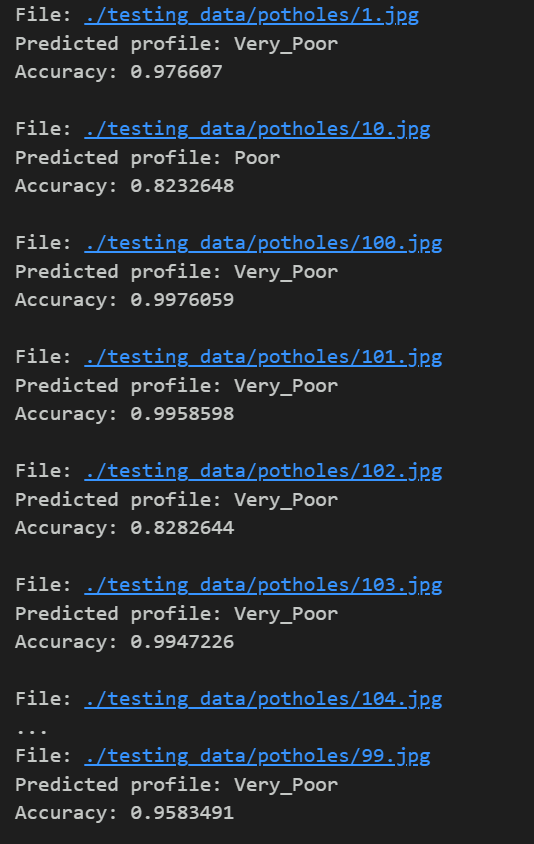 File: ./testing_data/potholes/1.jpg
Predicted profile: Very_Poor
Accuracy: 0.976607
File: ./testing_data/potholes/10.jpg
Predicted profile: Poor
Accuracy: 0.8232648
File: ./testing_data/potholes/100.jpg
Predicted profile: Very_Poor
Accuracy: 0.9976059
File: ./testing_data/potholes/101.jpg
Predicted profile: Very_Poor
Accuracy: 0.9958598
File: ./testing_data/potholes/102.jpg
Predicted profile: Very_Poor
Accuracy: 0.8282644
File: ./testing_data/potholes/103.jpg
Predicted profile: Very_Poor
Accuracy: 0.9947226
File: ./testing_data/potholes/104.jpg
...
File: ./testing_data/potholes/99.jpg
Predicted profile: Very_Poor
Accuracy: 0.9583491